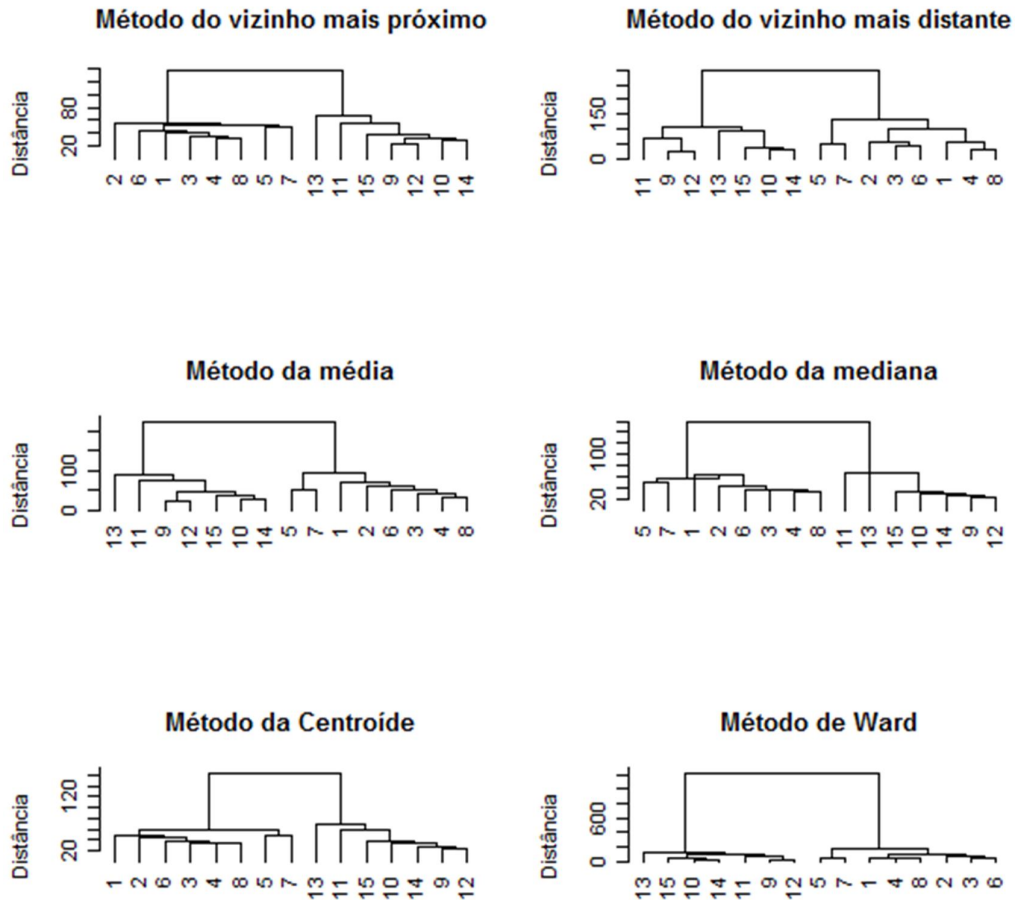 Método do vizinho mais próximo
Distância
80
20
2 6 1 3 4 8 5 7 13 11 15 9 12 10 14
Método do vizinho mais distante
Distância
150
0
11 9 12 13 15 10 14 5 7 2 3 6 1 4 8
Método da média
Distância
100
0
13 11 9 12 15 10 14 5 7 1 2 6 3 4 8
Método da mediana
Distância
100
20
5 7 1 2 6 3 4 8 11 13 15 10 14 9 12
Método da Centroíde
Distância
120
20
1 2 6 3 4 8 5 7 13 11 15 10 14 9 12
Método de Ward
Distância
600
0
13 15 10 14 11 9 12 5 7 1 4 8 2 3 6